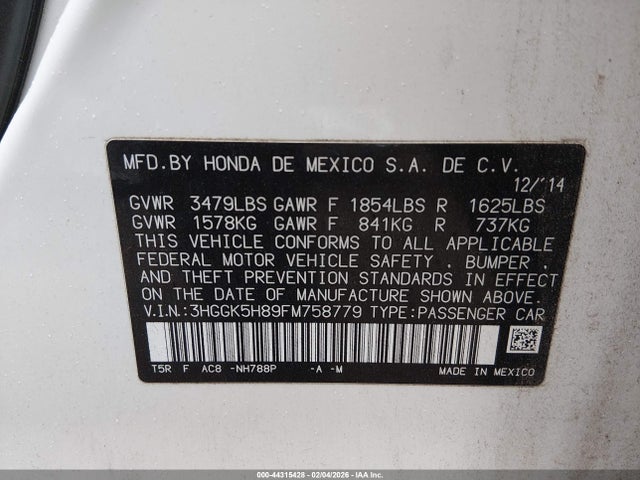 MFD.BY HONDA DE MEXICO S.A. DE C.V.
12/'14
GVWR 3479LBS GAWR F 1854LBS R 1625LBS
GVWR 1578KG GAWR F 841KG R 737KG
THIS VEHICLE CONFORMS TO ALL APPLICABLE
FEDERAL MOTOR VEHICLE SAFETY . BUMPER .
AND THEFT PREVENTION STANDARDS IN EFFECT
ON THE DATE OF MANUFACTURE SHOWN ABOVE.
V.I.N.:3HGGK5H89FM758779 TYPE:PASSENGER CAR
T5R F AC8 -NH788P -A -M
MADE IN MEXICO
000-44315428 - 02/04/2026 - IAAI.com